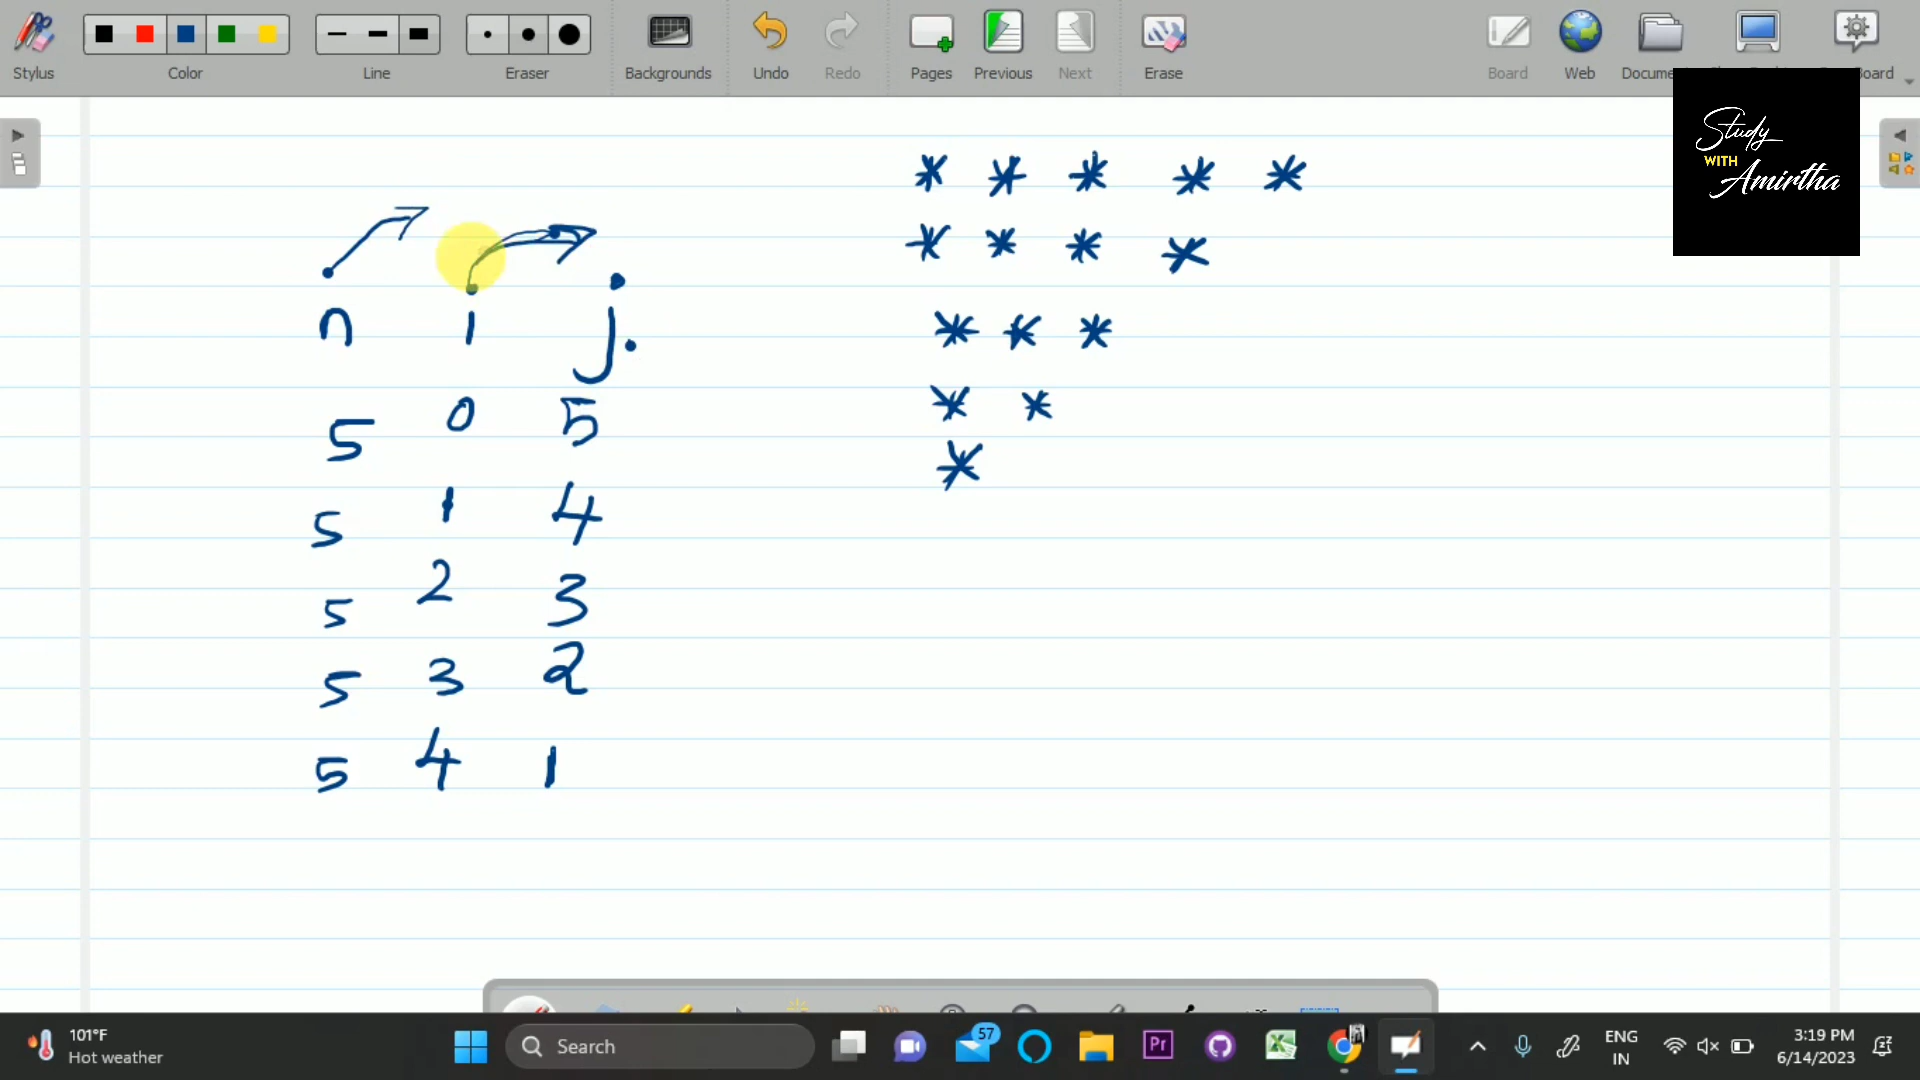 Stylus Color Line Eraser Backgrounds Undo Redo Pages Previous Next Erase Board Web
Study
WITH
Amirtha
n i j.
5 0 5
5 1 4
5 2 3
5 3 2
5 4 1
* * * * *
* * * *
* * *
* *
*
101°F
Hot weather
Search
57
Pr
ENG
IN
3:19 PM
6/14/2023